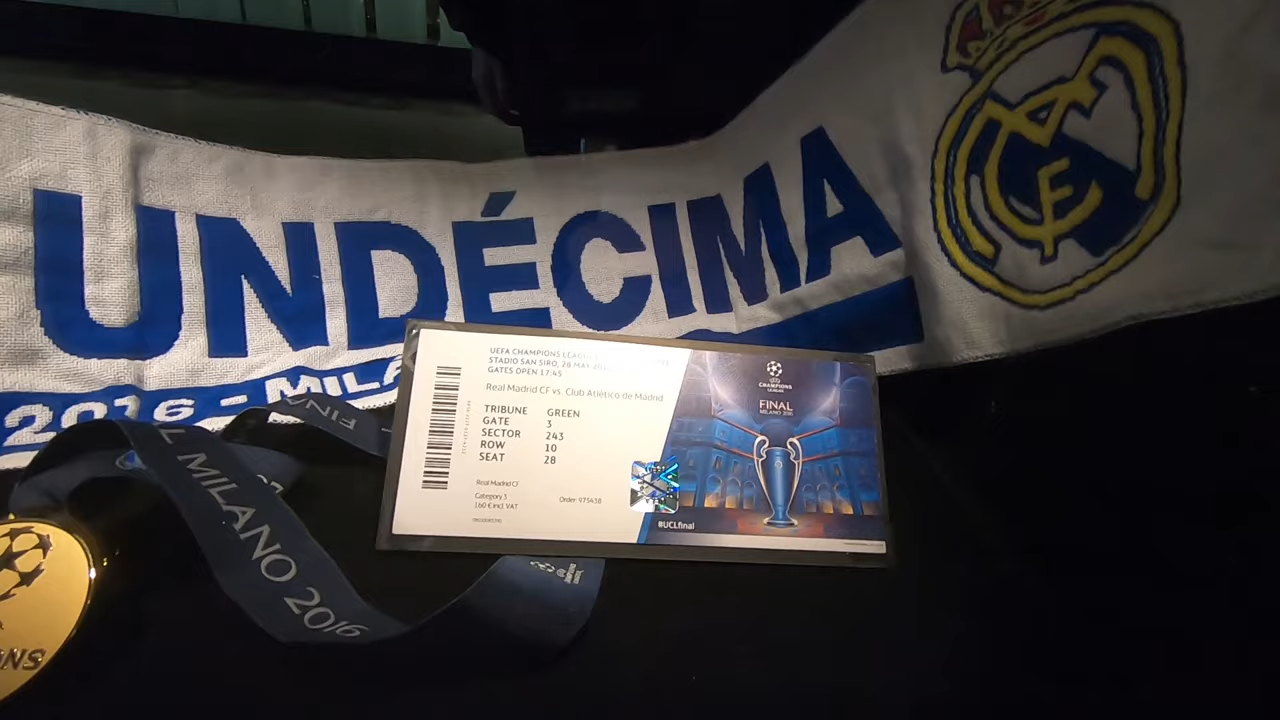 UNDÉCIMA
2016 - MILA
UEFA CHAMPIONS LEAGUE
STADIO SAN SIRO, 28 MAY
GATES OPEN 17:45
Real Madrid CF vs. Club Atlético de Madrid
TRIBUNE GREEN
GATE 3
SECTOR 243
ROW 10
SEAT 28
Real Madrid CF
Category 3
160 € incl. VAT
Order: 975438
CHAMPIONS
LEAGUE
FINAL
MILANO 2016
#UCLfinal
FINA
L MILANO 2016
NS